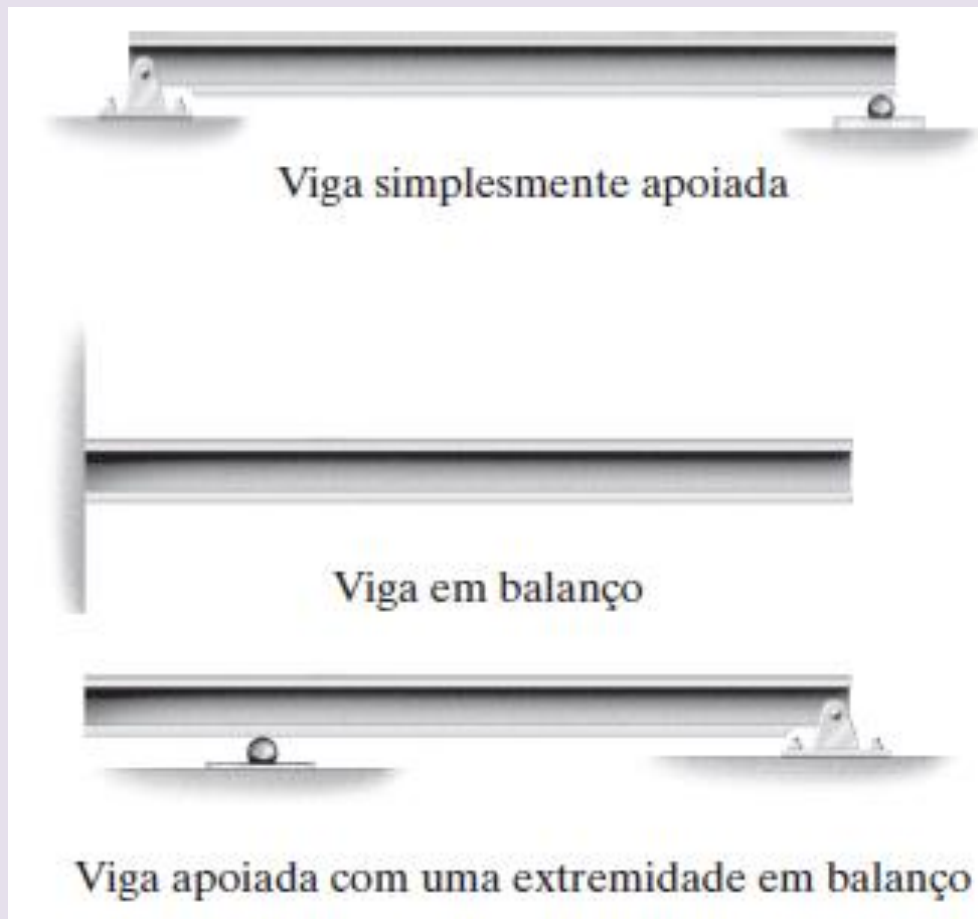 Viga simplesmente apoiada
Viga em balanço
Viga apoiada com uma extremidade em balanço